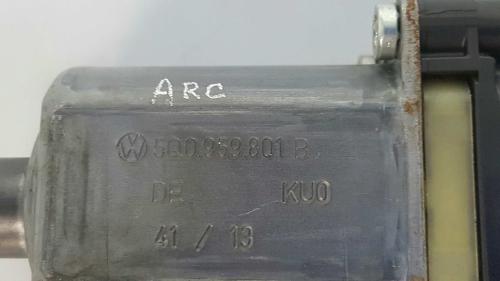 ARC
5Q0.959.801 B
DE KUO
41 / 13